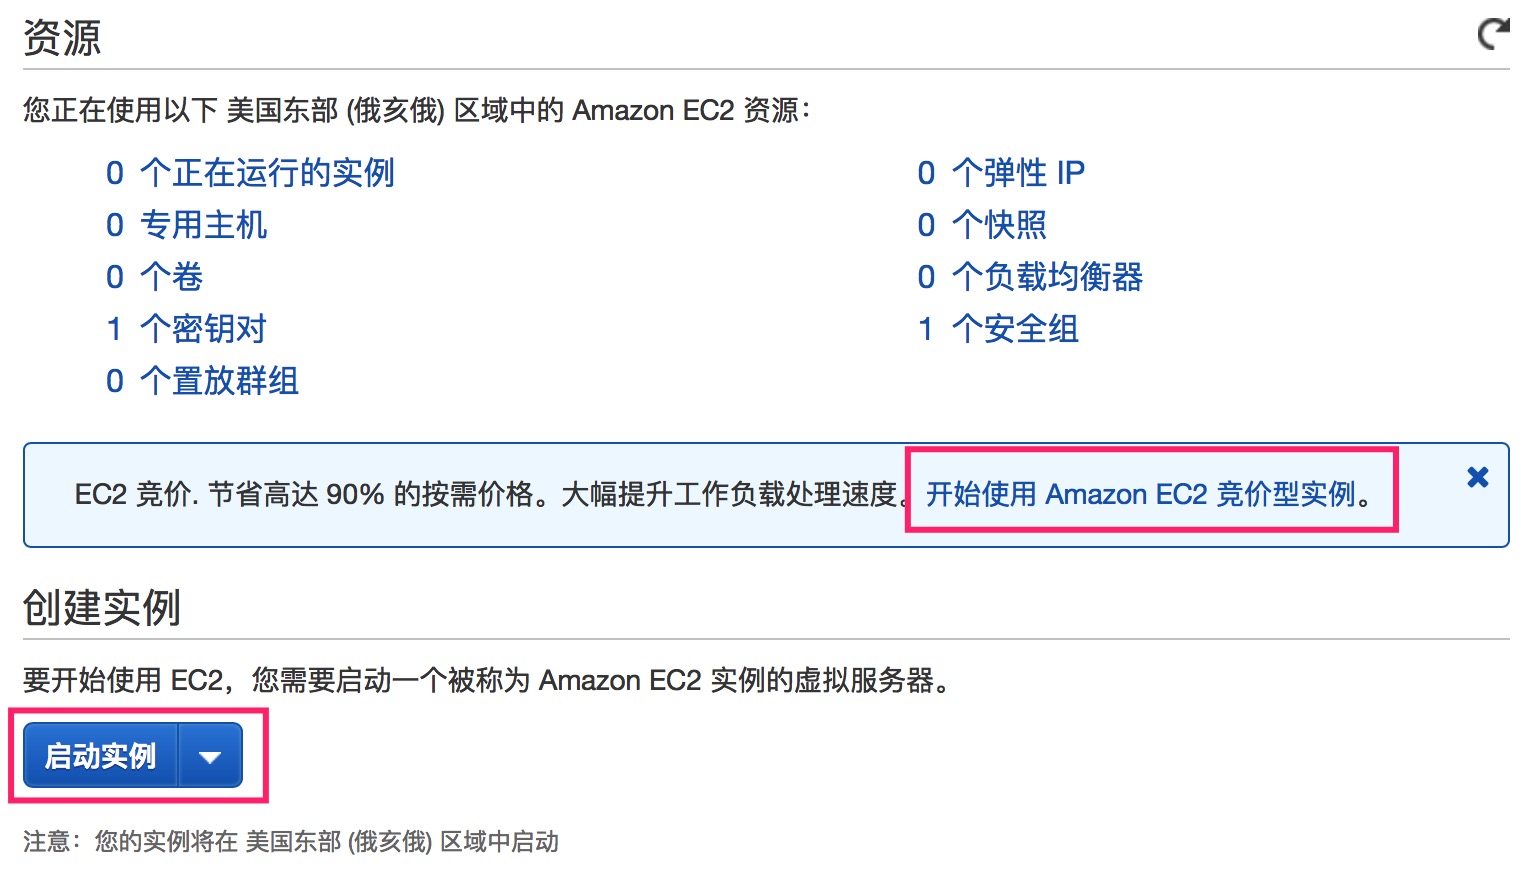 资源
您正在使用以下 美国东部 (俄亥俄) 区域中的 Amazon EC2 资源：
0 个正在运行的实例
0 个弹性 IP
0 专用主机
0 个快照
0 个卷
0 个负载均衡器
1 个密钥对
1 个安全组
0 个置放群组
EC2 竞价. 节省高达 90% 的按需价格。大幅提升工作负载处理速度。开始使用 Amazon EC2 竞价型实例。
创建实例
要开始使用 EC2，您需要启动一个被称为 Amazon EC2 实例的虚拟服务器。
启动实例
注意：您的实例将在 美国东部 (俄亥俄) 区域中启动